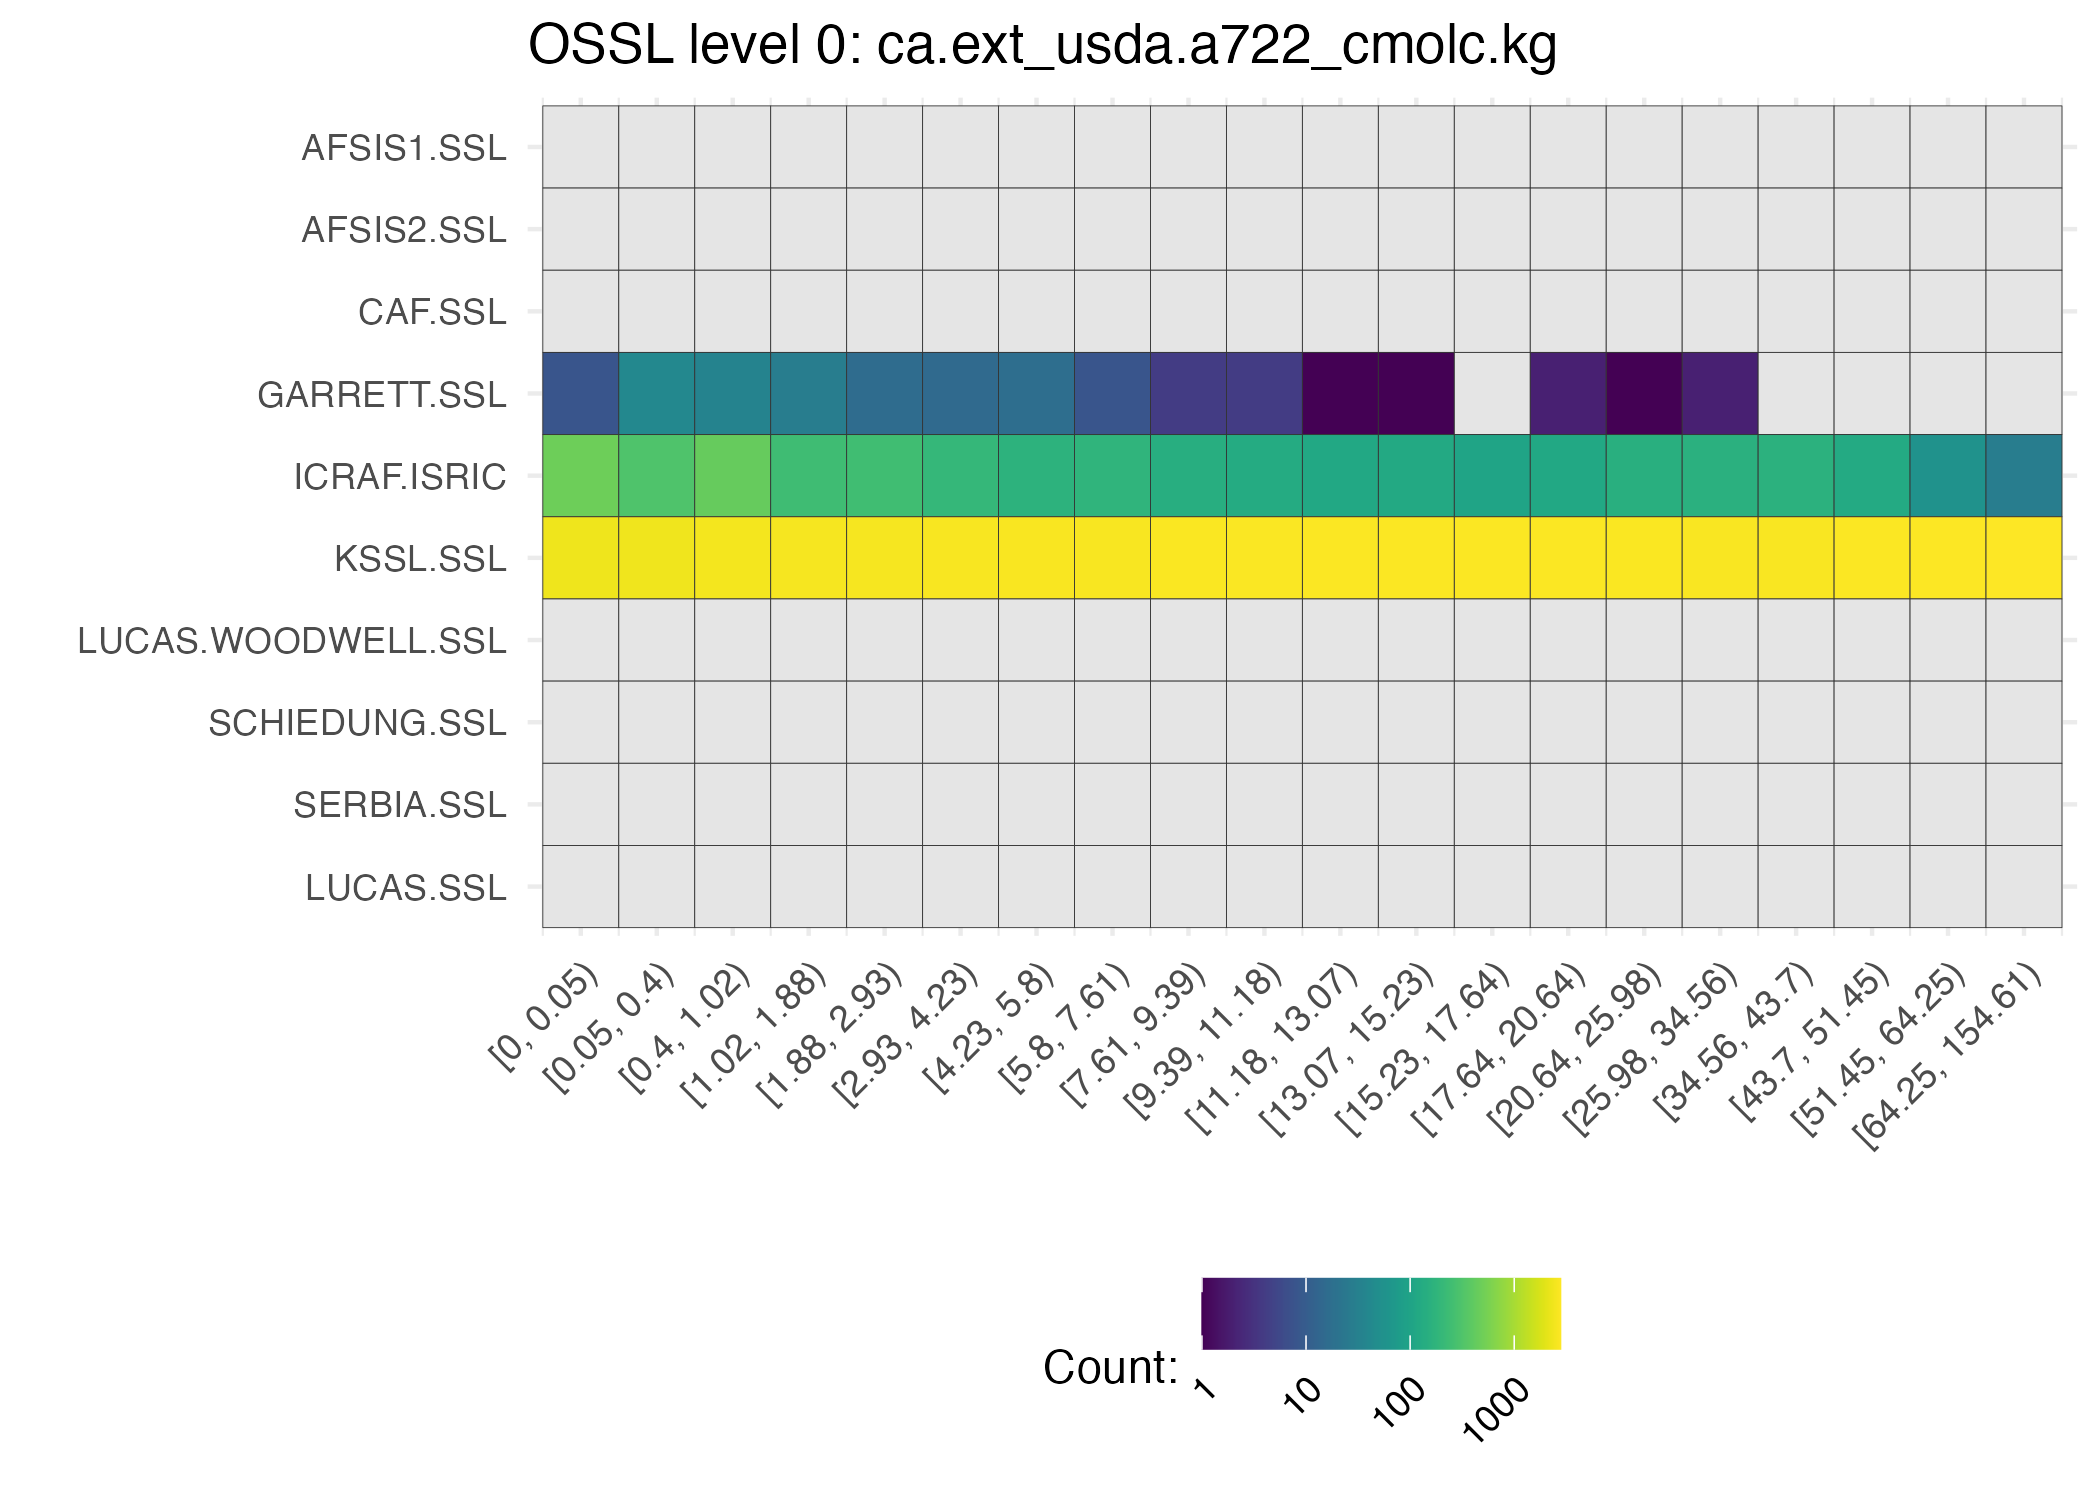 OSSL level 0: ca.ext_usda.a722_cmolc.kg
AFSIS1.SSL
AFSIS2.SSL
CAF.SSL
GARRETT.SSL
ICRAF.ISRIC
KSSL.SSL
LUCAS.WOODWELL.SSL
SCHIEDUNG.SSL
SERBIA.SSL
LUCAS.SSL
[0, 0.05)
[0.05, 0.4)
[0.4, 1.02)
[1.02, 1.88)
[1.88, 2.93)
[2.93, 4.23)
[4.23, 5.8)
[5.8, 7.61)
[7.61, 9.39)
[9.39, 11.18)
[11.18, 13.07)
[13.07, 15.23)
[15.23, 17.64)
[17.64, 20.64)
[20.64, 25.98)
[25.98, 34.56)
[34.56, 43.7)
[43.7, 51.45)
[51.45, 64.25)
[64.25, 154.61)
Count:
1
10
100
1000